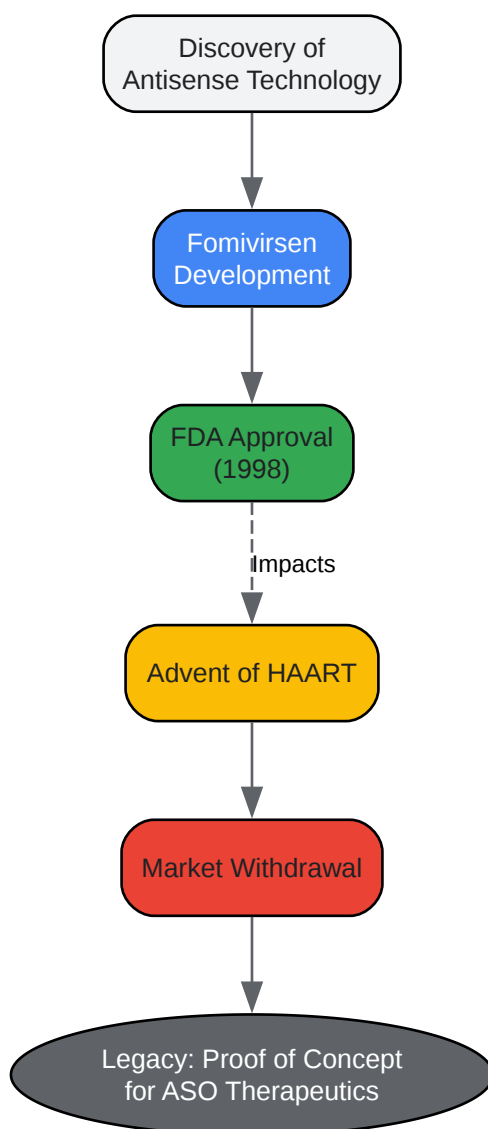 Discovery of
Antisense Technology
Fomivirsen
Development
FDA Approval
(1998)
Impacts
Advent of HAART
Market Withdrawal
Legacy: Proof of Concept
for ASO Therapeutics